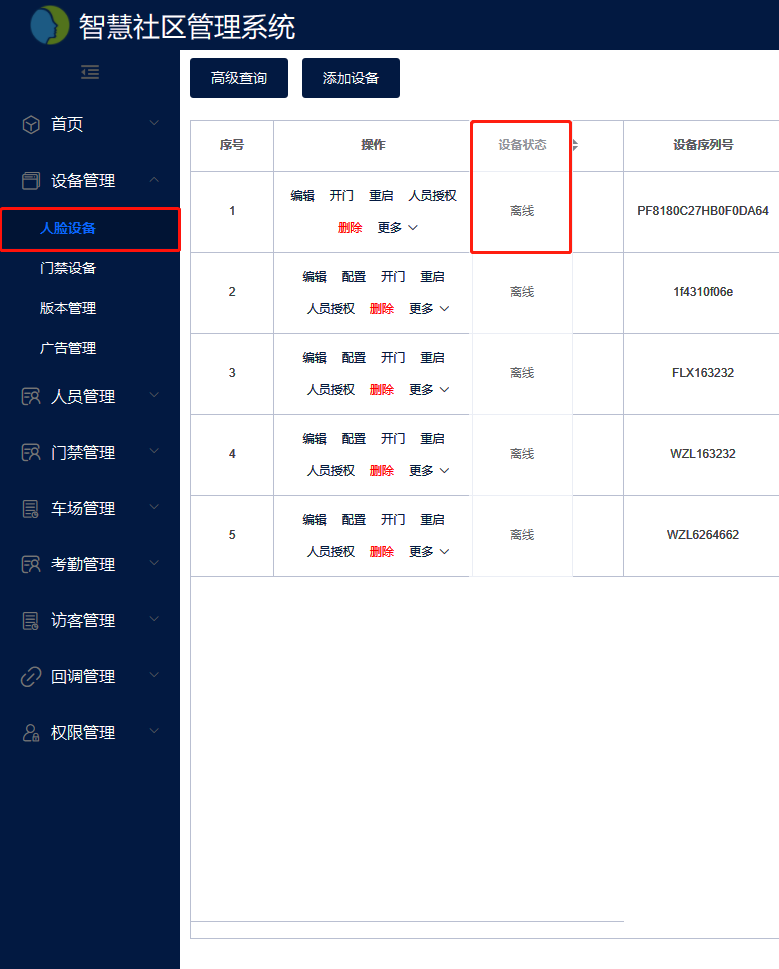 智慧社区管理系统
首页
设备管理
人脸设备
门禁设备
版本管理
广告管理
人员管理
门禁管理
车场管理
考勤管理
访客管理
回调管理
权限管理
高级查询 添加设备
序号 操作 设备状态 设备序列号
1 编辑 开门 重启 人员授权 离线 PF8180C27HB0F0DA64
删除 更多
2 编辑 配置 开门 重启 离线 1f4310f06e
人员授权 删除 更多
3 编辑 配置 开门 重启 离线 FLX163232
人员授权 删除 更多
4 编辑 配置 开门 重启 离线 WZL163232
人员授权 删除 更多
5 编辑 配置 开门 重启 离线 WZL6264662
人员授权 删除 更多